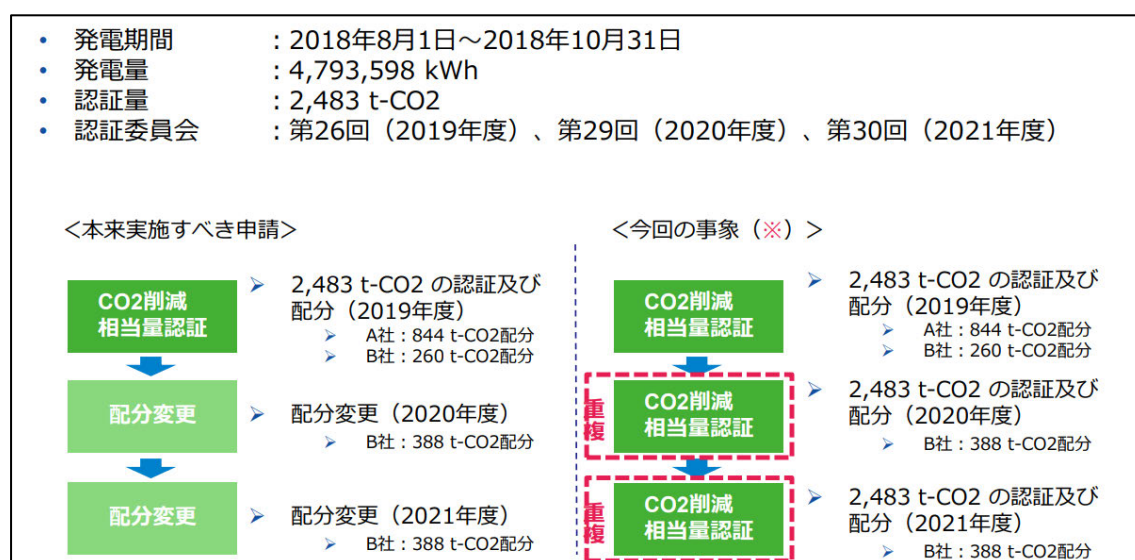 • 発電期間 ：2018年8月1日～2018年10月31日
• 発電量 ：4,793,598 kWh
• 認証量 ：2,483 t-CO2
• 認証委員会 ：第26回（2019年度）、第29回（2020年度）、第30回（2021年度）
＜本来実施すべき申請＞
CO2削減
相当量認証
➢ 2,483 t-CO2 の認証及び
配分（2019年度）
➢ A社：844 t-CO2配分
➢ B社：260 t-CO2配分
配分変更
➢ 配分変更（2020年度）
➢ B社：388 t-CO2配分
配分変更
➢ 配分変更（2021年度）
➢ B社：388 t-CO2配分
＜今回の事象（※）＞
CO2削減
相当量認証
➢ 2,483 t-CO2 の認証及び
配分（2019年度）
➢ A社：844 t-CO2配分
➢ B社：260 t-CO2配分
重複
CO2削減
相当量認証
➢ 2,483 t-CO2 の認証及び
配分（2020年度）
➢ B社：388 t-CO2配分
重複
CO2削減
相当量認証
➢ 2,483 t-CO2 の認証及び
配分（2021年度）
➢ B社：388 t-CO2配分